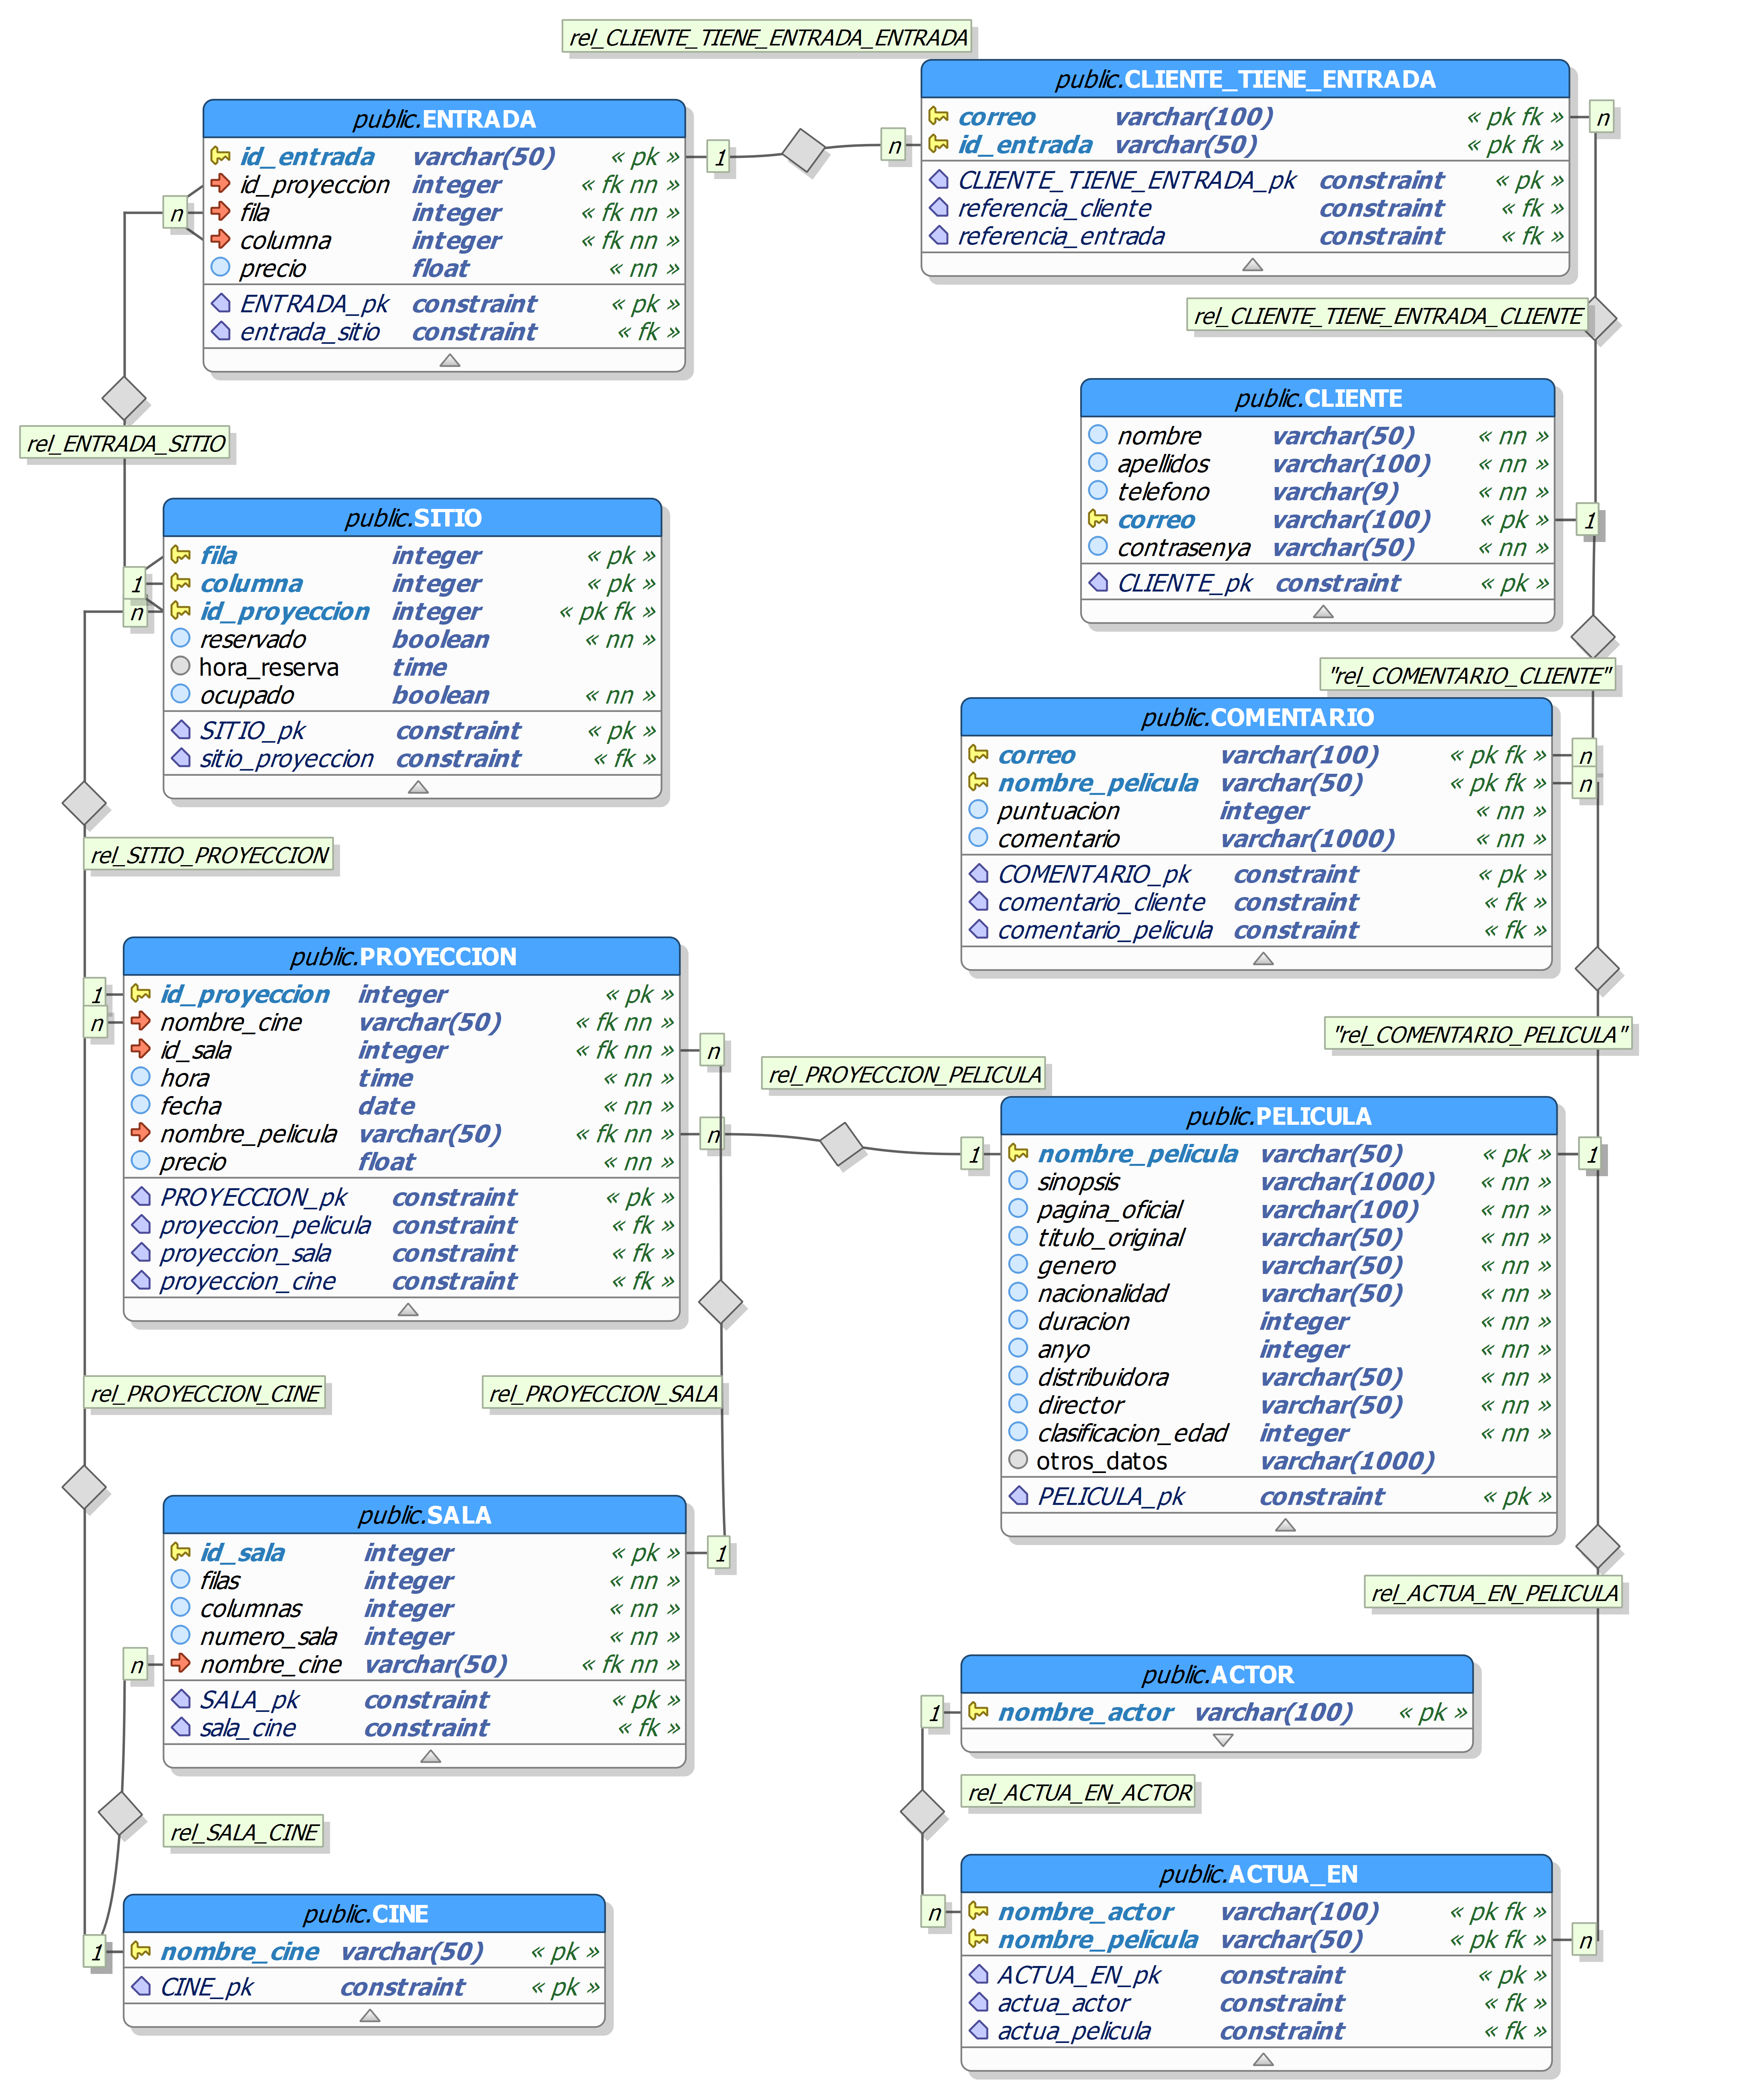 rel_CLIENTE_TIENE_ENTRADA_ENTRADA
public.CLIENTE_TIENE_ENTRADA
correo varchar(100) « pk fk »
id_entrada varchar(50) « pk fk »
CLIENTE_TIENE_ENTRADA_pk constraint « pk »
referencia_cliente constraint « fk »
referencia_entrada constraint « fk »
n
n
1
public.ENTRADA
id_entrada varchar(50) « pk »
id_proyeccion integer « fk nn »
fila integer « fk nn »
columna integer « fk nn »
precio float « nn »
ENTRADA_pk constraint « pk »
entrada_sitio constraint « fk »
n
rel_CLIENTE_TIENE_ENTRADA_CLIENTE
public.CLIENTE
nombre varchar(50) « nn »
apellidos varchar(100) « nn »
telefono varchar(9) « nn »
correo varchar(100) « pk »
contrasenya varchar(50) « nn »
CLIENTE_pk constraint « pk »
1
rel_ENTRADA_SITIO
public.SITIO
fila integer « pk »
columna integer « pk »
id_proyeccion integer « pk fk »
reservado boolean « nn »
hora_reserva time
ocupado boolean « nn »
SITIO_pk constraint « pk »
sitio_proyeccion constraint « fk »
1
n
"rel_COMENTARIO_CLIENTE"
public.COMENTARIO
correo varchar(100) « pk fk »
nombre_pelicula varchar(50) « pk fk »
puntuacion integer « nn »
comentario varchar(1000) « nn »
COMENTARIO_pk constraint « pk »
comentario_cliente constraint « fk »
comentario_pelicula constraint « fk »
n
n
rel_SITIO_PROYECCION
public.PROYECCION
id_proyeccion integer « pk »
nombre_cine varchar(50) « fk nn »
id_sala integer « fk nn »
hora time « nn »
fecha date « nn »
nombre_pelicula varchar(50) « fk nn »
precio float « nn »
PROYECCION_pk constraint « pk »
proyeccion_pelicula constraint « fk »
proyeccion_sala constraint « fk »
proyeccion_cine constraint « fk »
1
n
n
n
"rel_COMENTARIO_PELICULA"
rel_PROYECCION_PELICULA
public.PELICULA
nombre_pelicula varchar(50) « pk »
sinopsis varchar(1000) « nn »
pagina_oficial varchar(100) « nn »
titulo_original varchar(50) « nn »
genero varchar(50) « nn »
nacionalidad varchar(50) « nn »
duracion integer « nn »
anyo integer « nn »
distribuidora varchar(50) « nn »
director varchar(50) « nn »
clasificacion_edad integer « nn »
otros_datos varchar(1000)
PELICULA_pk constraint « pk »
1
1
rel_PROYECCION_CINE
rel_PROYECCION_SALA
public.SALA
id_sala integer « pk »
filas integer « nn »
columnas integer « nn »
numero_sala integer « nn »
nombre_cine varchar(50) « fk nn »
SALA_pk constraint « pk »
sala_cine constraint « fk »
1
n
rel_ACTUA_EN_PELICULA
public.ACTOR
nombre_actor varchar(100) « pk »
1
rel_ACTUA_EN_ACTOR
rel_SALA_CINE
public.CINE
nombre_cine varchar(50) « pk »
CINE_pk constraint « pk »
1
public.ACTUA_EN
nombre_actor varchar(100) « pk fk »
nombre_pelicula varchar(50) « pk fk »
ACTUA_EN_pk constraint « pk »
actua_actor constraint « fk »
actua_pelicula constraint « fk »
n
n